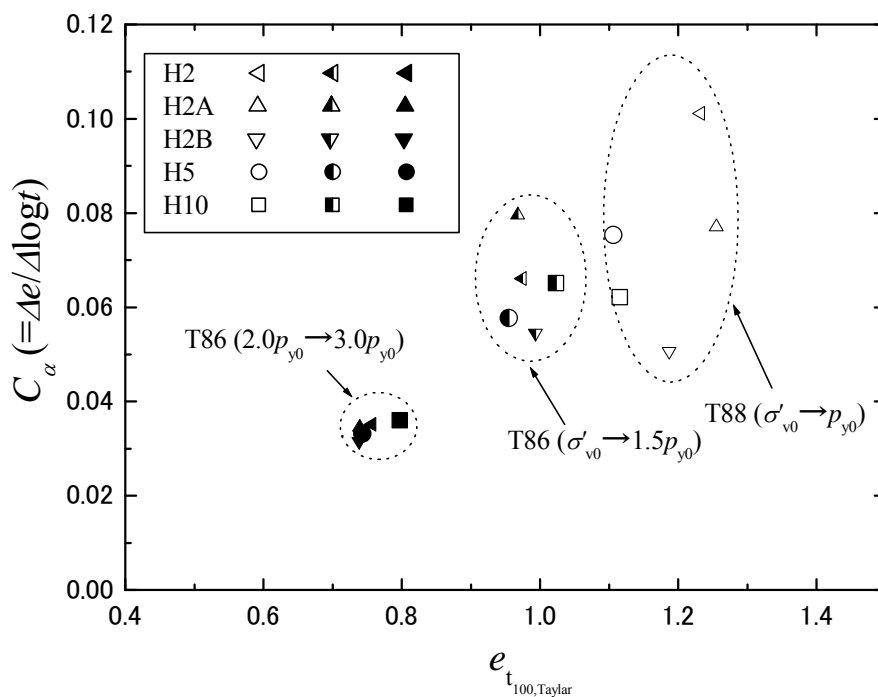 0.12
0.10
0.08
0.06
0.04
0.02
0.00
C_α (=Δe/Δlogt)
H2
H2A
H2B
H5
H10
T86 (2.0p_y0→3.0p_y0)
T86 (σ'_v0→1.5p_y0)
T88 (σ'_v0→p_y0)
0.4 0.6 0.8 1.0 1.2 1.4
e_t_100,Taylar